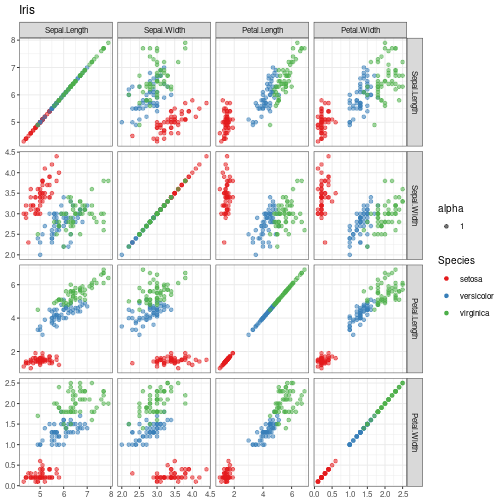 Iris
Sepal.Length Sepal.Width Petal.Length Petal.Width
8
7
6
5
Sepal.Length
4.5
4.0
3.5
3.0
2.5
2.0
Sepal.Width
6
4
2
Petal.Length
2.5
2.0
1.5
1.0
0.5
0.0
Petal.Width
5 6 7 8 2.0 2.5 3.0 3.5 4.0 4.5 2 4 6 0.0 0.5 1.0 1.5 2.0 2.5
alpha
1
Species
setosa
versicolor
virginica